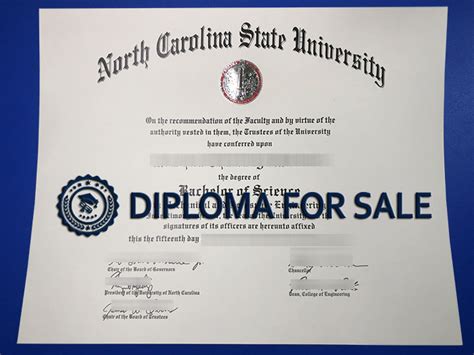 North Carolina State University
On the recommendation of the Faculty and by virtue of the
authority vested in them, the Trustees of the University
have conferred upon
the degree of
Bachelor of Science
DIPLOMA FOR SALE
signatures of its officers are hereunto affixed
this the fifteenth day
Chair of the Board of Governors
Chancellor
President of the University of North Carolina
Dean, College of Engineering
Chair of the Board of Trustees